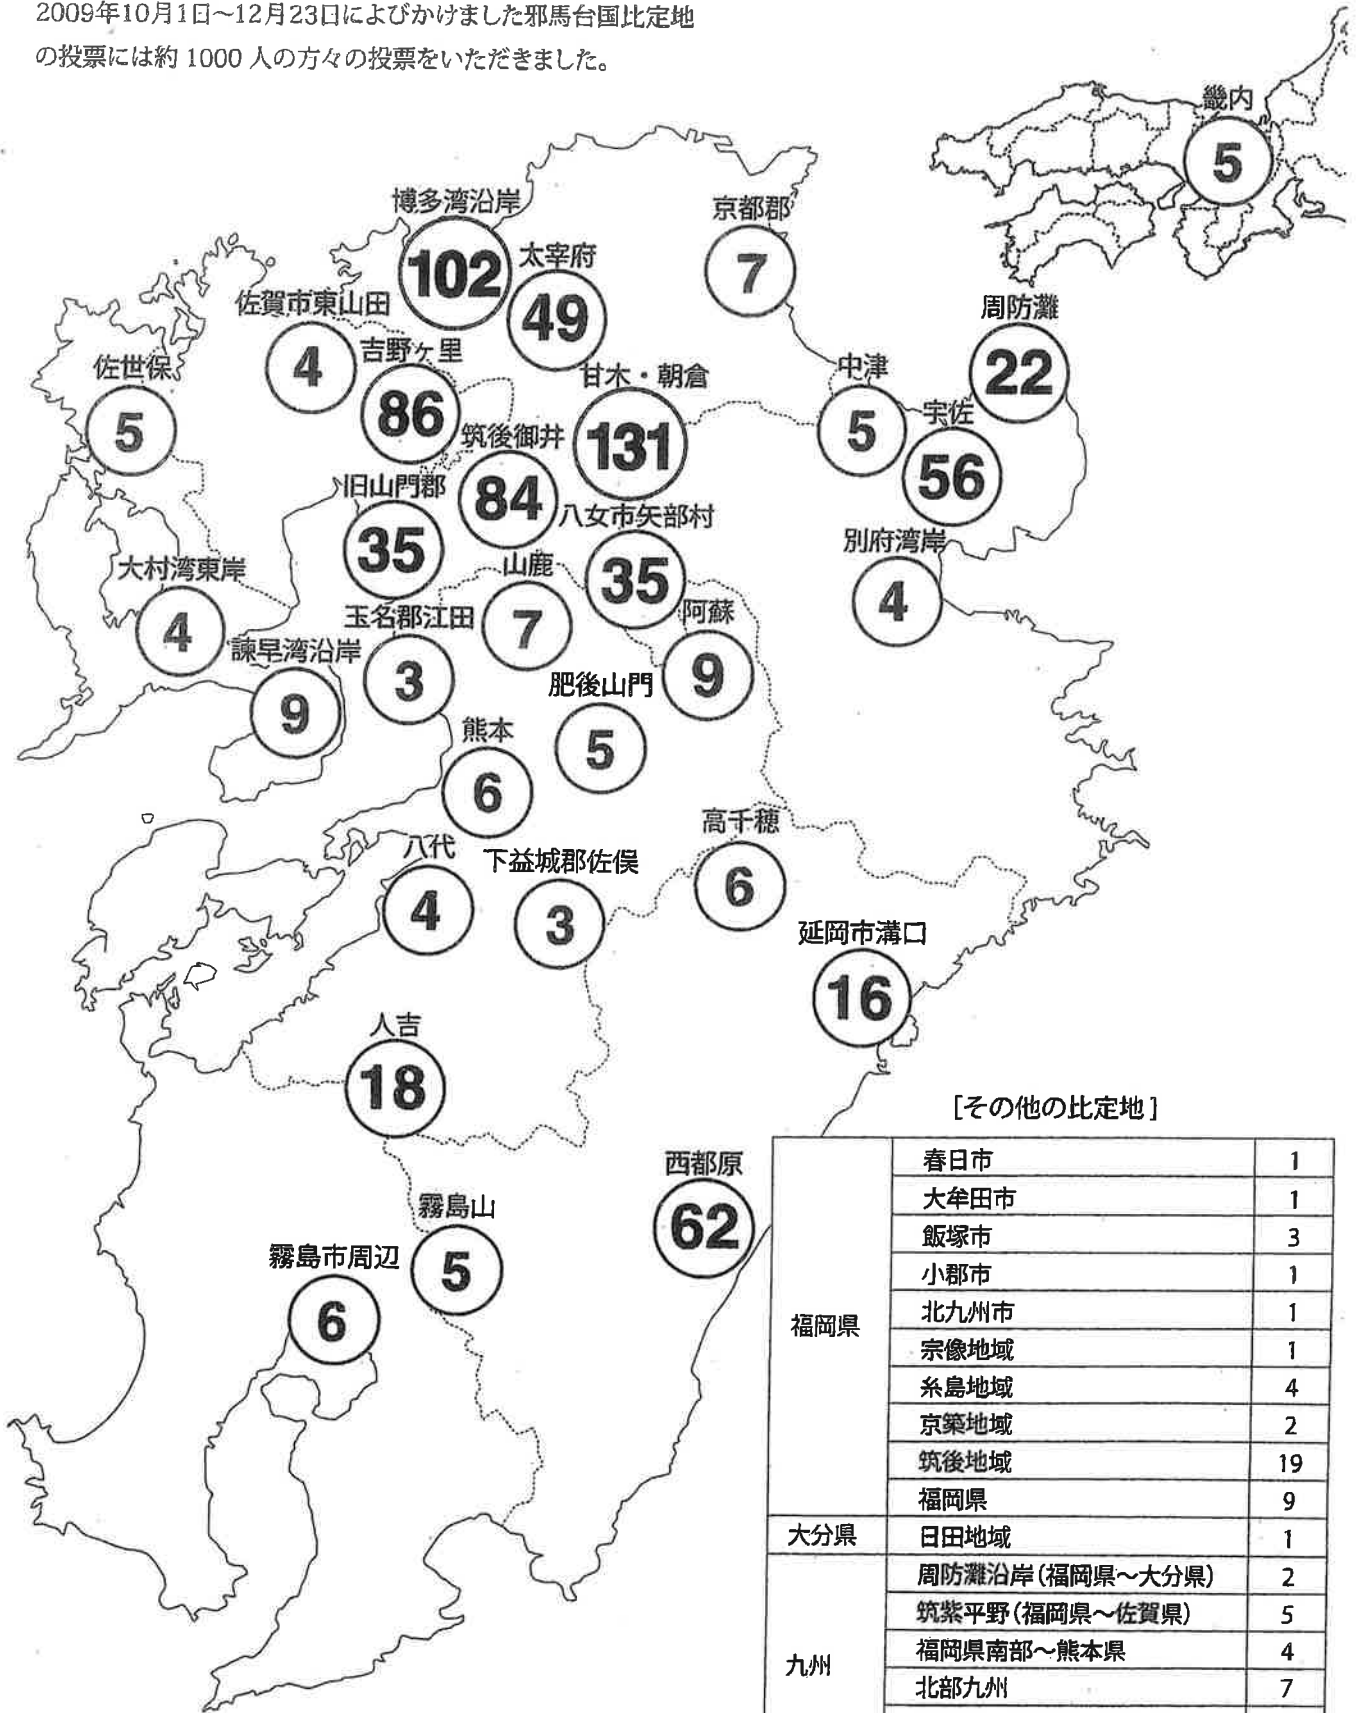 2009年10月1日～12月23日によびかけました邪馬台国比定地
の投票には約1000人の方々の投票をいただきました。
畿内
5
博多湾沿岸
102
太宰府
49
京都郡
7
佐賀市東山田
4
吉野ヶ里
86
周防灘
22
佐世保
5
甘木・朝倉
131
中津
5
宇佐
56
筑後御井
84
旧山門郡
35
八女市矢部村
35
別府湾岸
4
大村湾東岸
4
山鹿
7
玉名郡江田
3
阿蘇
9
諫早湾沿岸
9
肥後山門
5
熊本
6
高千穂
6
八代
4
下益城郡佐俣
3
延岡市溝口
16
人吉
18
西都原
62
霧島山
5
霧島市周辺
6
[その他の比定地]
福岡県
春日市 1
大牟田市 1
飯塚市 3
小郡市 1
北九州市 1
宗像地域 1
糸島地域 4
京築地域 2
筑後地域 19
福岡県 9
大分県 日田地域 1
九州
周防灘沿岸（福岡県～大分県） 2
筑紫平野（福岡県～佐賀県） 5
福岡県南部～熊本県 4
北部九州 7